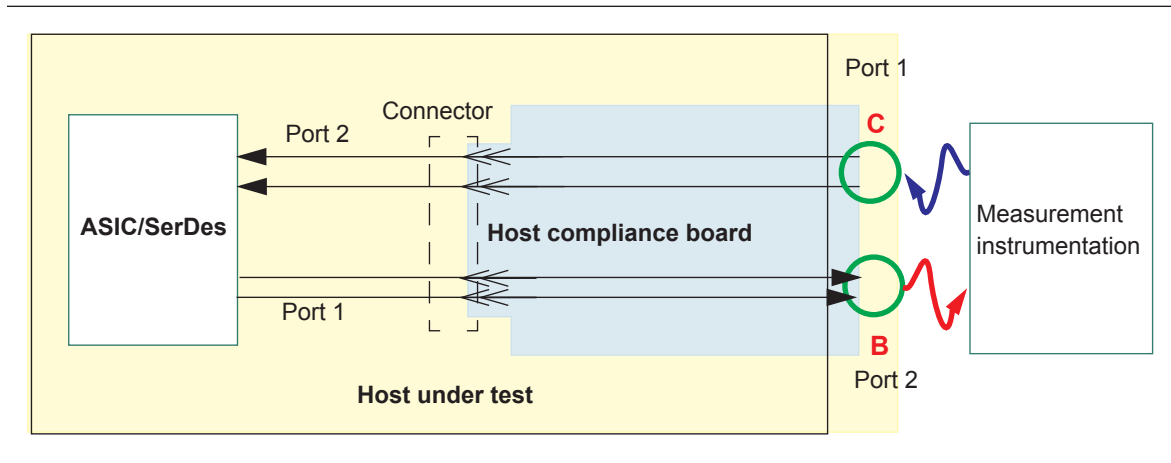 Port 1
Connector
C
Port 2
ASIC/SerDes
Host compliance board
Measurement
instrumentation
Port 1
B
Port 2
Host under test